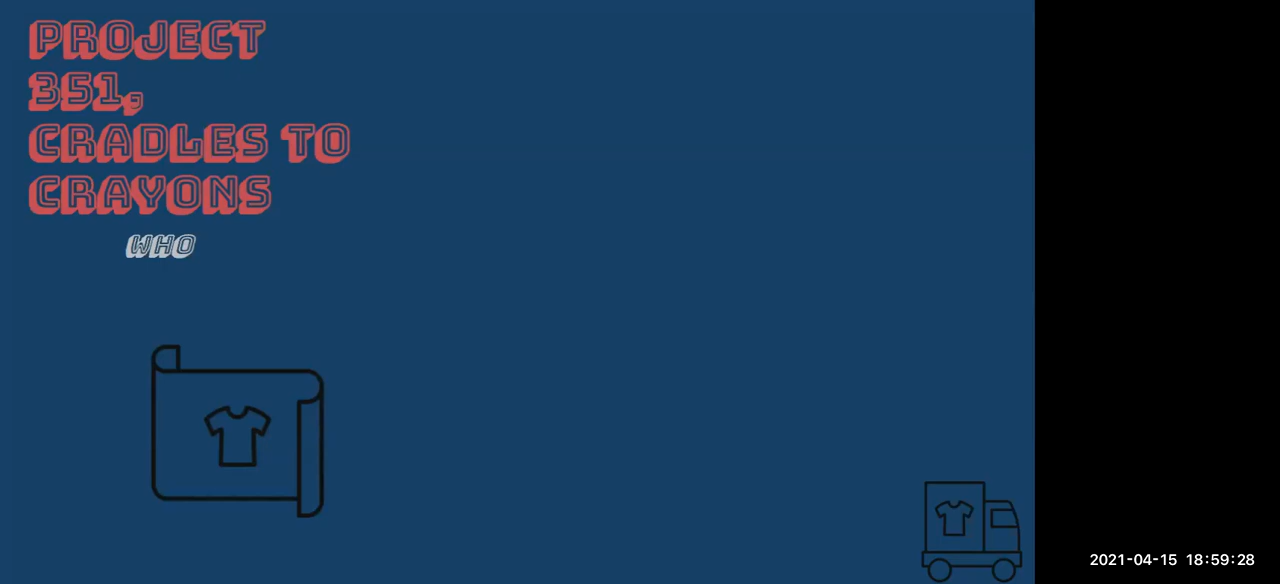 PROJECT
351,
CRADLES TO
CRAYONS
WHO
2021-04-15 18:59:28